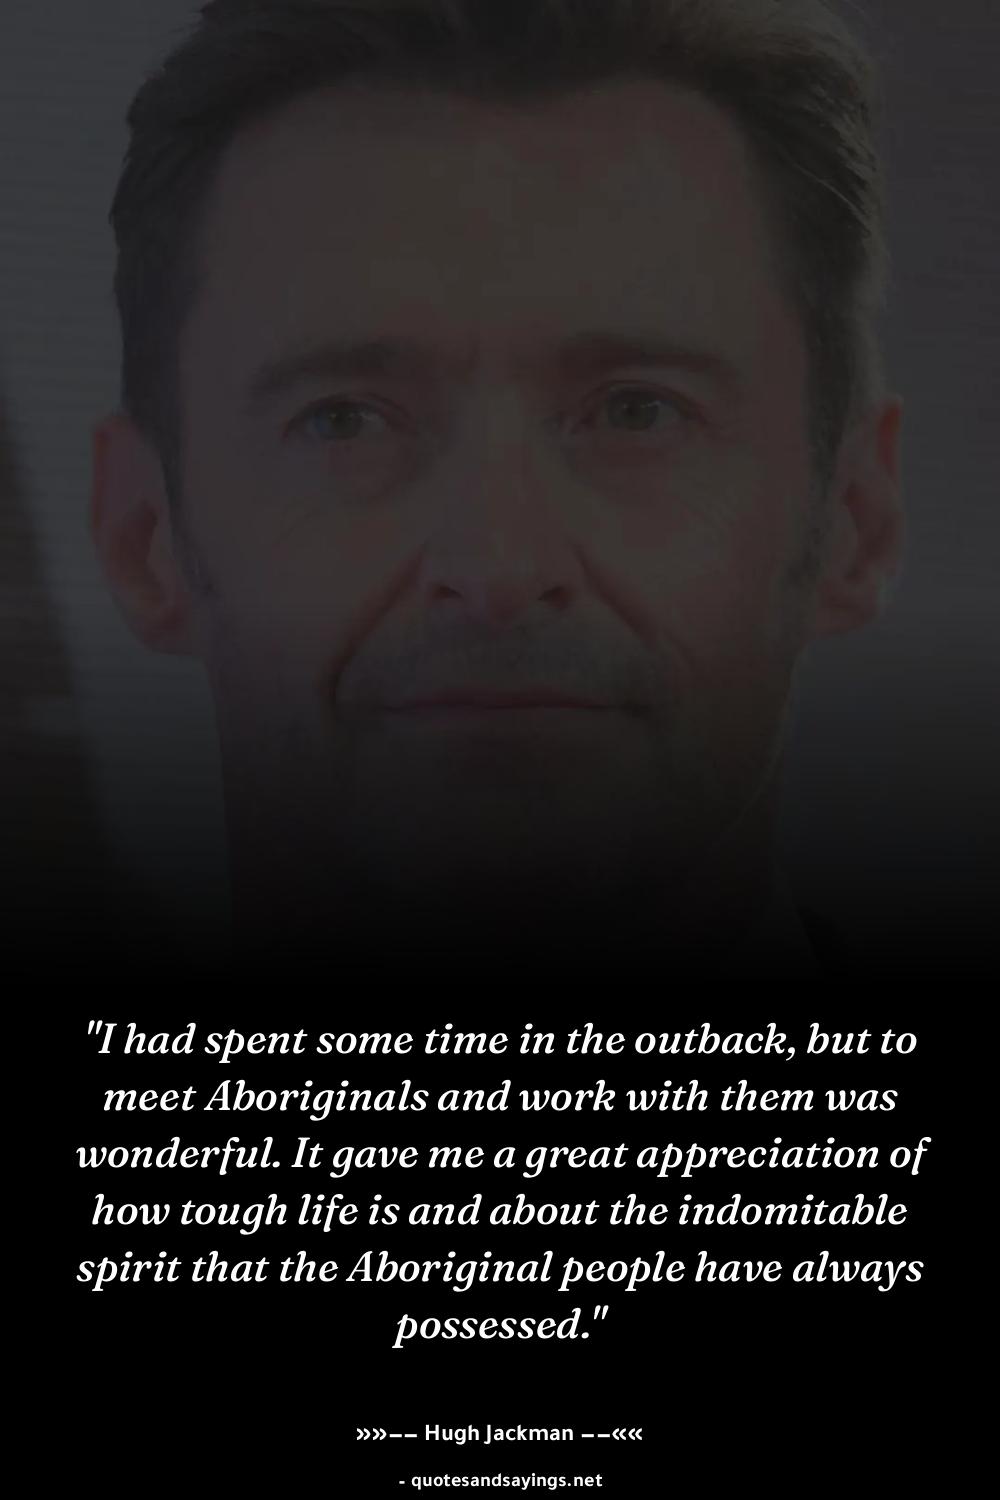 "I had spent some time in the outback, but to
meet Aboriginals and work with them was
wonderful. It gave me a great appreciation of
how tough life is and about the indomitable
spirit that the Aboriginal people have always
possessed."
»»−− Hugh Jackman −−««
- quotesandsayings.net